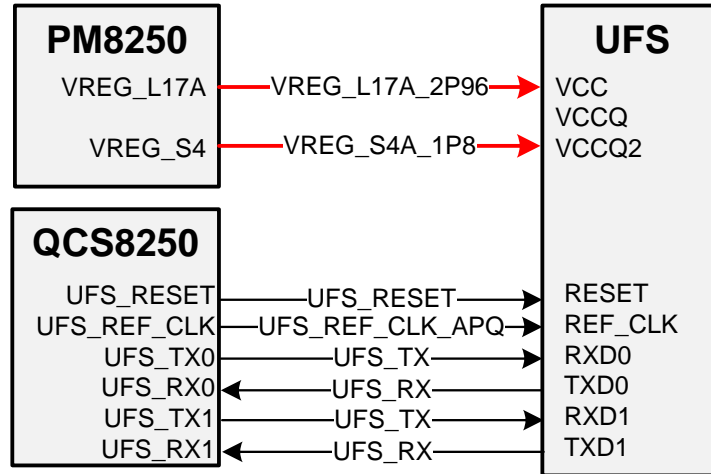 PM8250
UFS
VREG_L17A VREG_L17A_2P96 VCC
VCCQ
VREG_S4 VREG_S4A_1P8 VCCQ2
QCS8250
UFS_RESET UFS_RESET RESET
UFS_REF_CLK UFS_REF_CLK_APQ REF_CLK
UFS_TX0 UFS_TX RXD0
UFS_RX0 UFS_RX TXD0
UFS_TX1 UFS_TX RXD1
UFS_RX1 UFS_RX TXD1